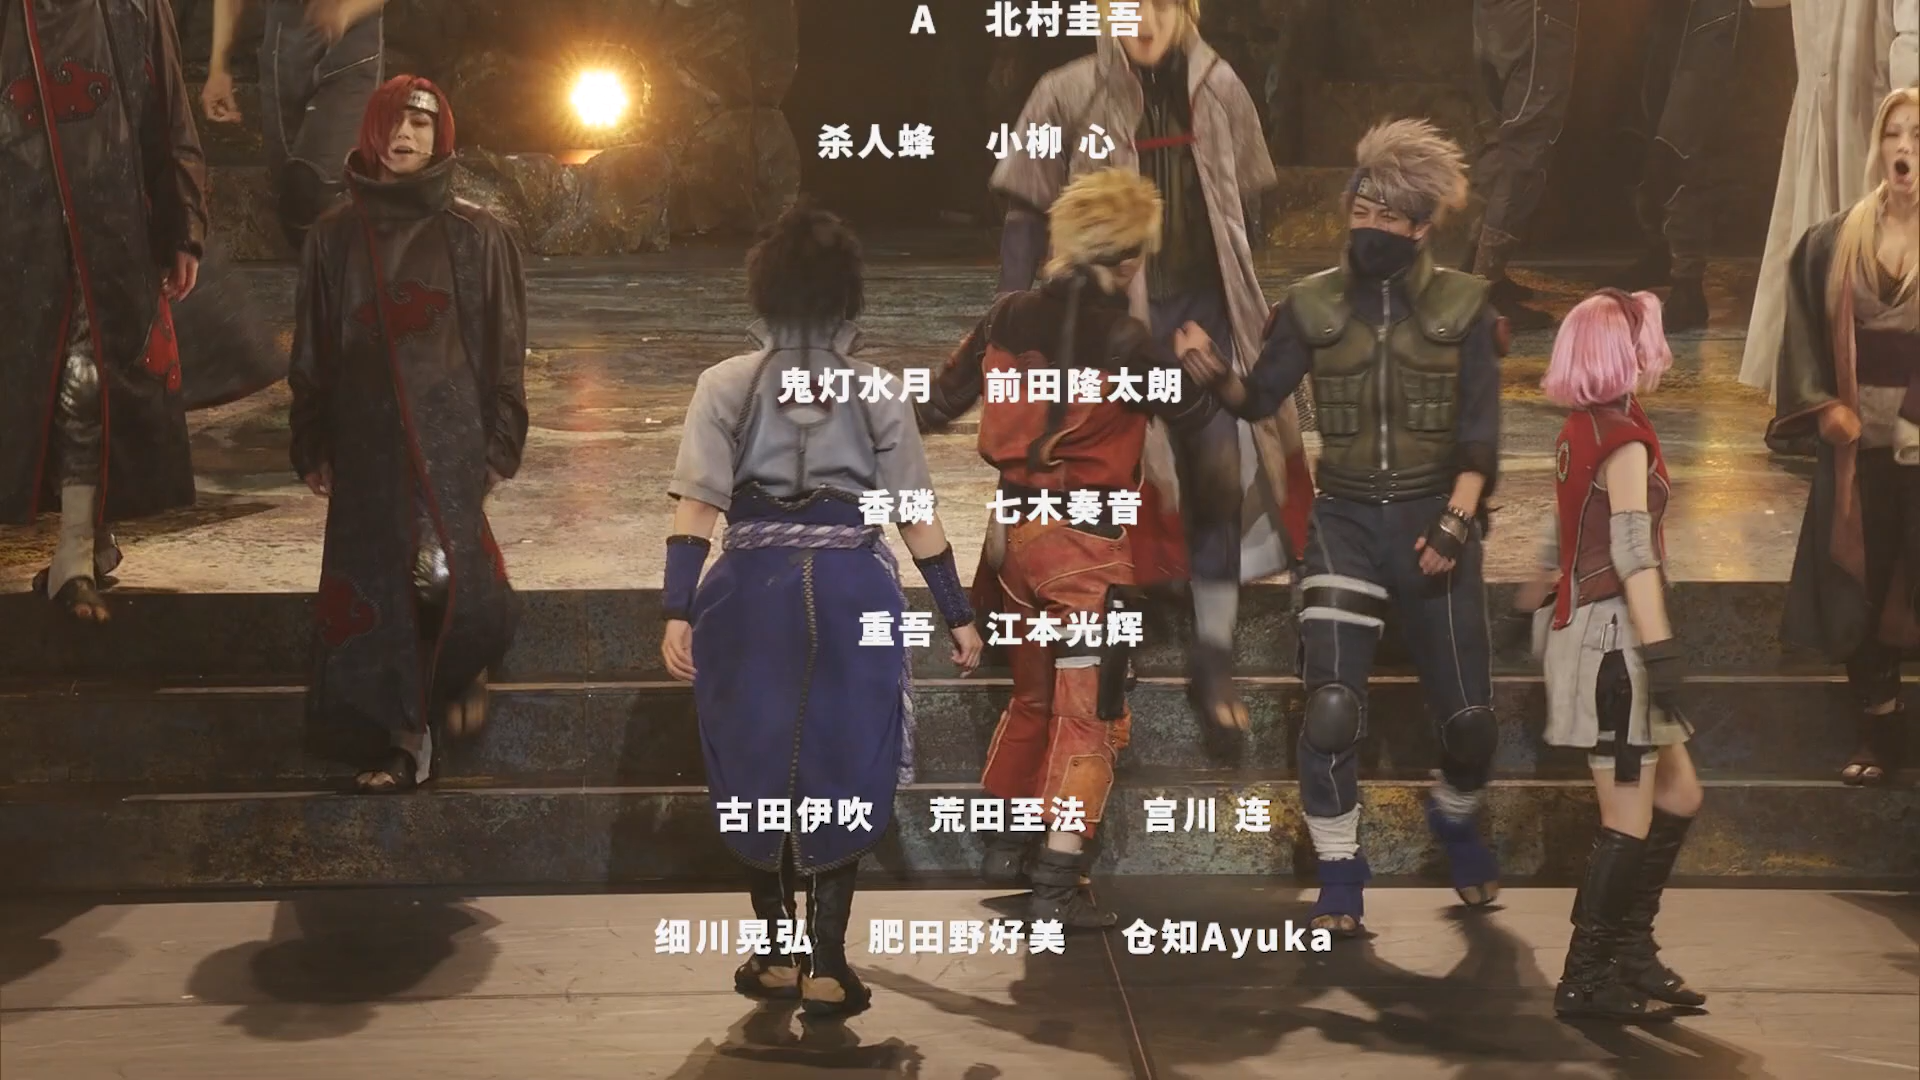 A 北村圭吾
杀人蜂 小柳 心
鬼灯水月 前田隆太朗
香磷 七木奏音
重吾 江本光辉
古田伊吹 荒田至法 宫川 连
细川晃弘 肥田野好美 仓知Ayuka